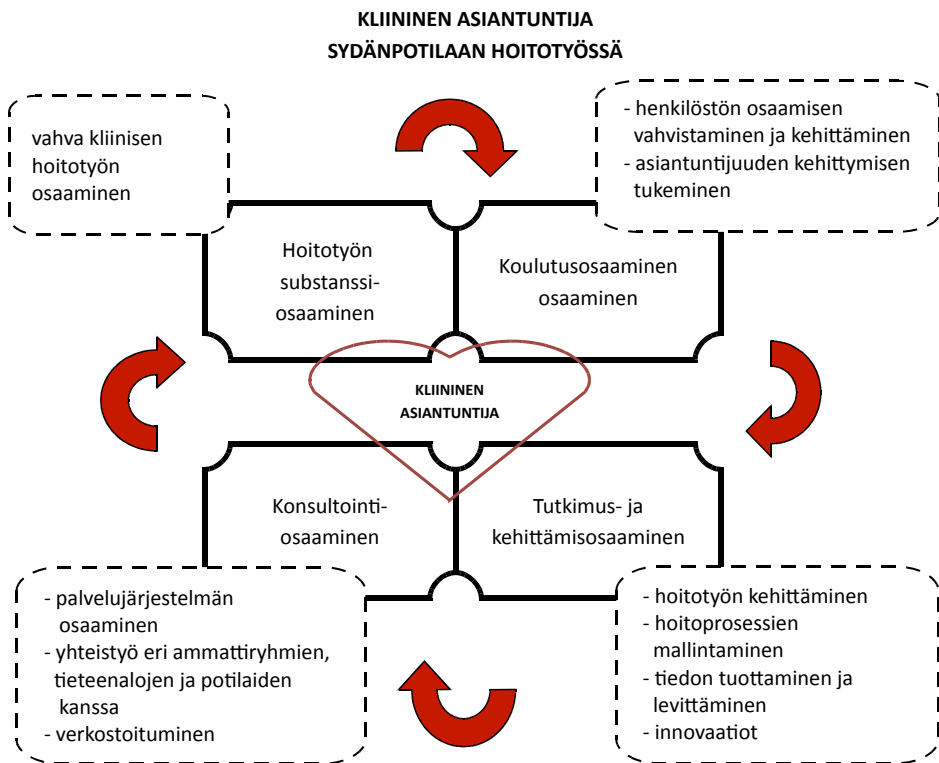 KLIININEN ASIANTUNTIJA
SYDÄNPOTILAAN HOITOTYÖSSÄ
vahva kliinisen
hoitotyön
osaaminen
- henkilöstön osaamisen
vahvistaminen ja kehittäminen
- asiantuntijuuden kehittymisen
tukeminen
Hoitotyön
substanssi-
osaaminen
Koulutusosaaminen
osaaminen
KLIININEN
ASIANTUNTIJA
Konsultointi-
osaaminen
Tutkimus- ja
kehittämisosaaminen
- palvelujärjestelmän
osaaminen
- yhteistyö eri ammattiryhmien,
tieteenalojen ja potilaiden
kanssa
- verkostoituminen
- hoitotyön kehittäminen
- hoitoprosessien
mallintaminen
- tiedon tuottaminen ja
levittäminen
- innovaatiot